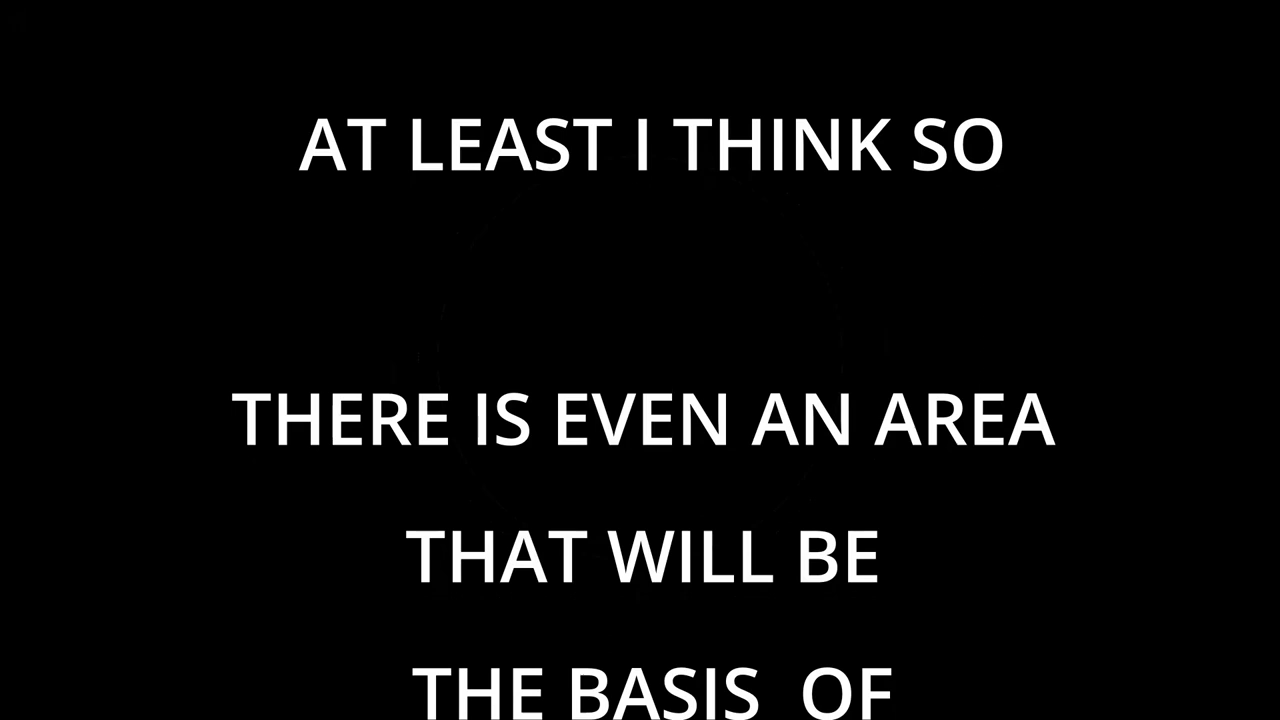 AT LEAST I THINK SO
THERE IS EVEN AN AREA
THAT WILL BE
THE BASIS OF